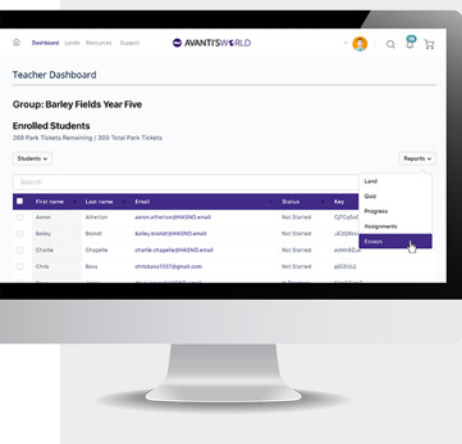 Dashboard Lands Resources Support AVANTI'S WORLD
Teacher Dashboard
Group: Barley Fields Year Five
Enrolled Students
269 Park Tickets Remaining / 300 Total Park Tickets
Students Reports
Search
Land
Quiz
Progress
Assignments
Essays
First name Last name Email Status Key
Aaron Atherton aaron.atherton@HASNO.email Not Started
Bailey Brandt bailey.brandt@HASNO.email Not Started
Charlie Chapelle charlie.chapelle@HASNO.email Not Started
Chris Bass chrisbass1337@gmail.com Not Started